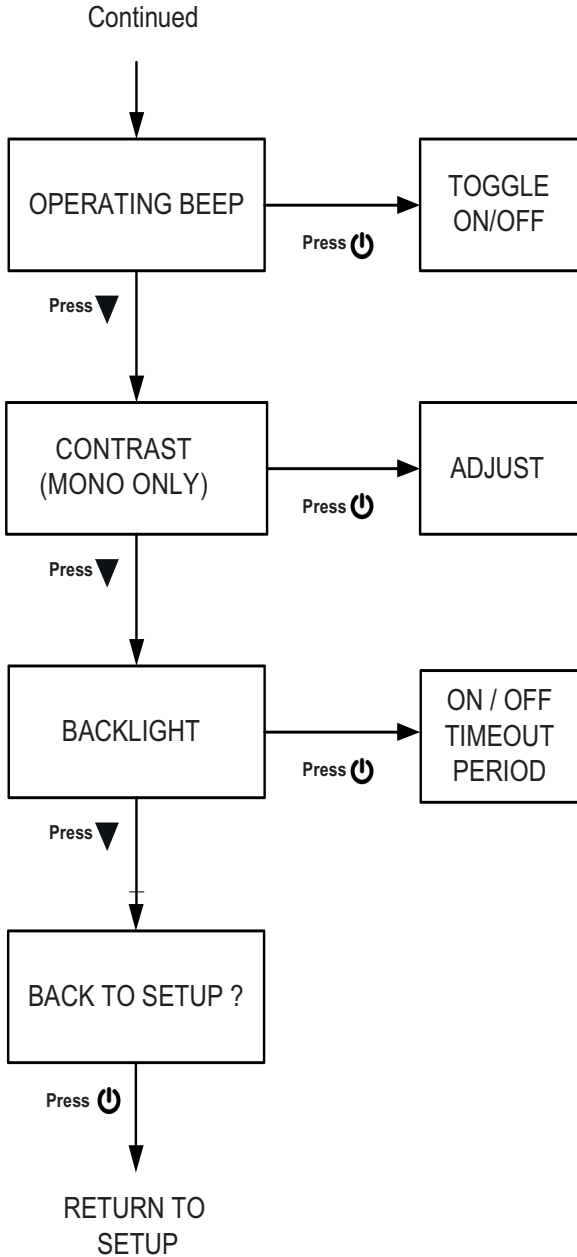 Continued
OPERATING BEEP
Press
TOGGLE
ON/OFF
Press
CONTRAST
(MONO ONLY)
Press
ADJUST
Press
BACKLIGHT
Press
ON / OFF
TIMEOUT
PERIOD
Press
BACK TO SETUP ?
Press
RETURN TO
SETUP